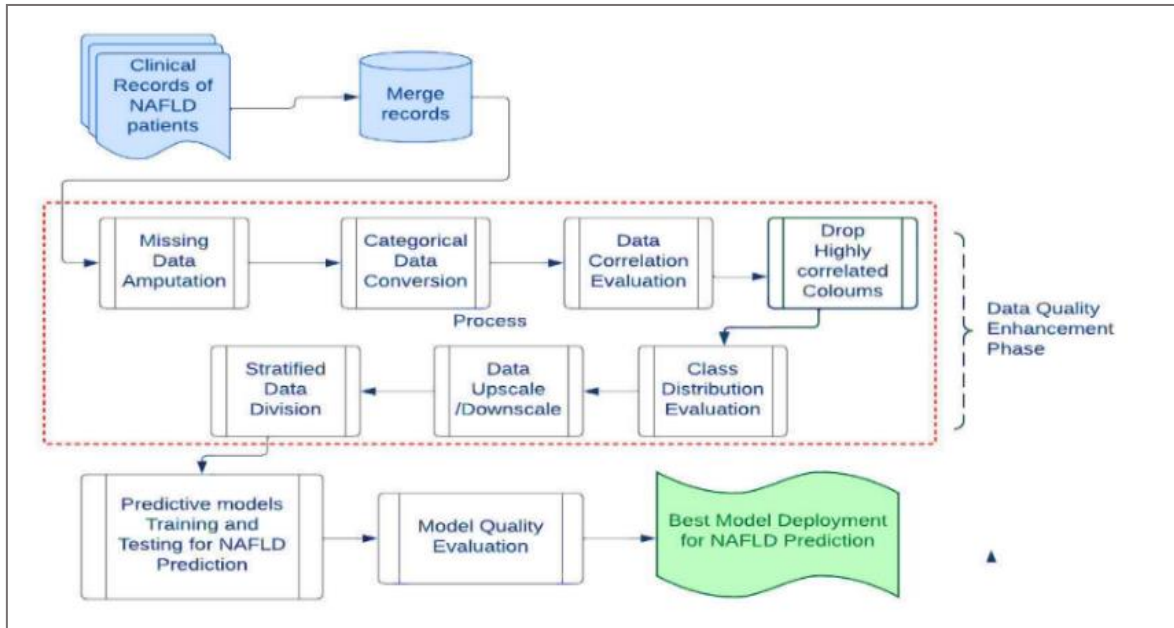 Clinical
Records of
NAFLD
patients
Merge
records
Missing
Data
Amputation
Categorical
Data
Conversion
Data
Correlation
Evaluation
Drop
Highly
correlated
Coloums
Process
Data Quality
Enhancement
Phase
Stratified
Data
Division
Data
Upscale
/Downscale
Class
Distribution
Evaluation
Predictive models
Training and
Testing for NAFLD
Prediction
Model Quality
Evaluation
Best Model Deployment
for NAFLD Prediction